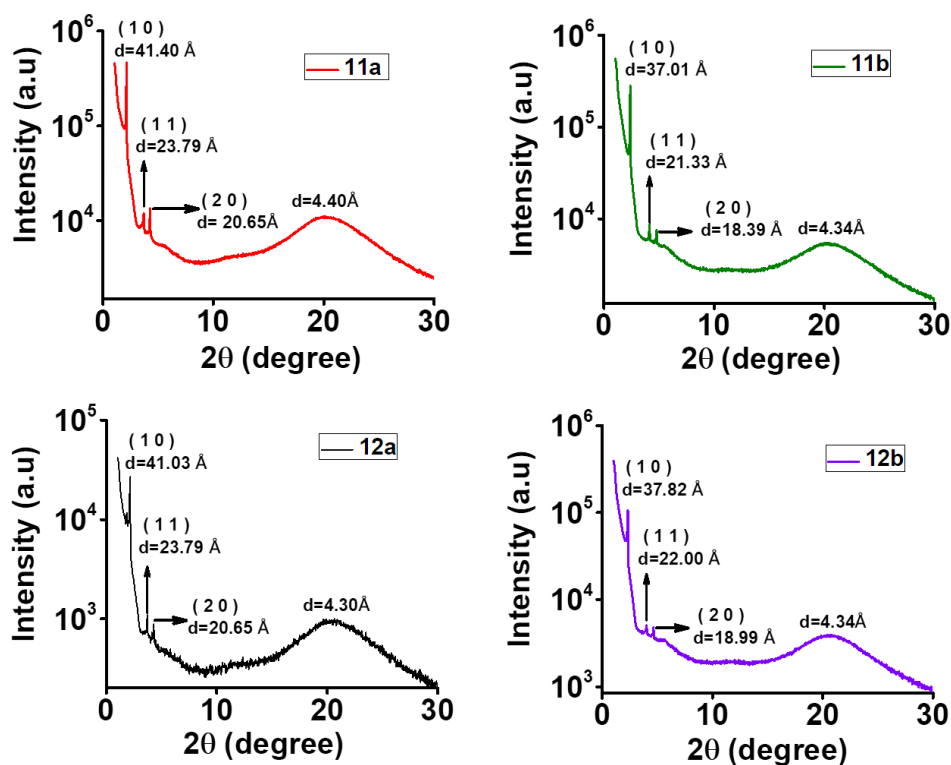 10⁶
10⁵
10⁴
Intensity (a.u)
( 1 0 )
d=41.40 Å
11a
( 1 1 )
d=23.79 Å
( 2 0 )
d= 20.65Å
d=4.40Å
0 10 20 30
2θ (degree)
10⁶
10⁵
10⁴
10³
Intensity (a.u)
( 1 0 )
d=37.01 Å
11b
( 1 1 )
d=21.33 Å
( 2 0 )
d=18.39 Å
d=4.34Å
0 10 20 30
2θ (degree)
10⁵
10⁴
10³
Intensity (a.u)
( 1 0 )
d=41.03 Å
12a
( 1 1 )
d=23.79 Å
( 2 0 )
d=20.65 Å
d=4.30Å
0 10 20 30
2θ (degree)
10⁶
10⁵
10⁴
10³
Intensity (a.u)
( 1 0 )
d=37.82 Å
12b
( 1 1 )
d=22.00 Å
( 2 0 )
d=18.99 Å
d=4.34Å
0 10 20 30
2θ (degree)